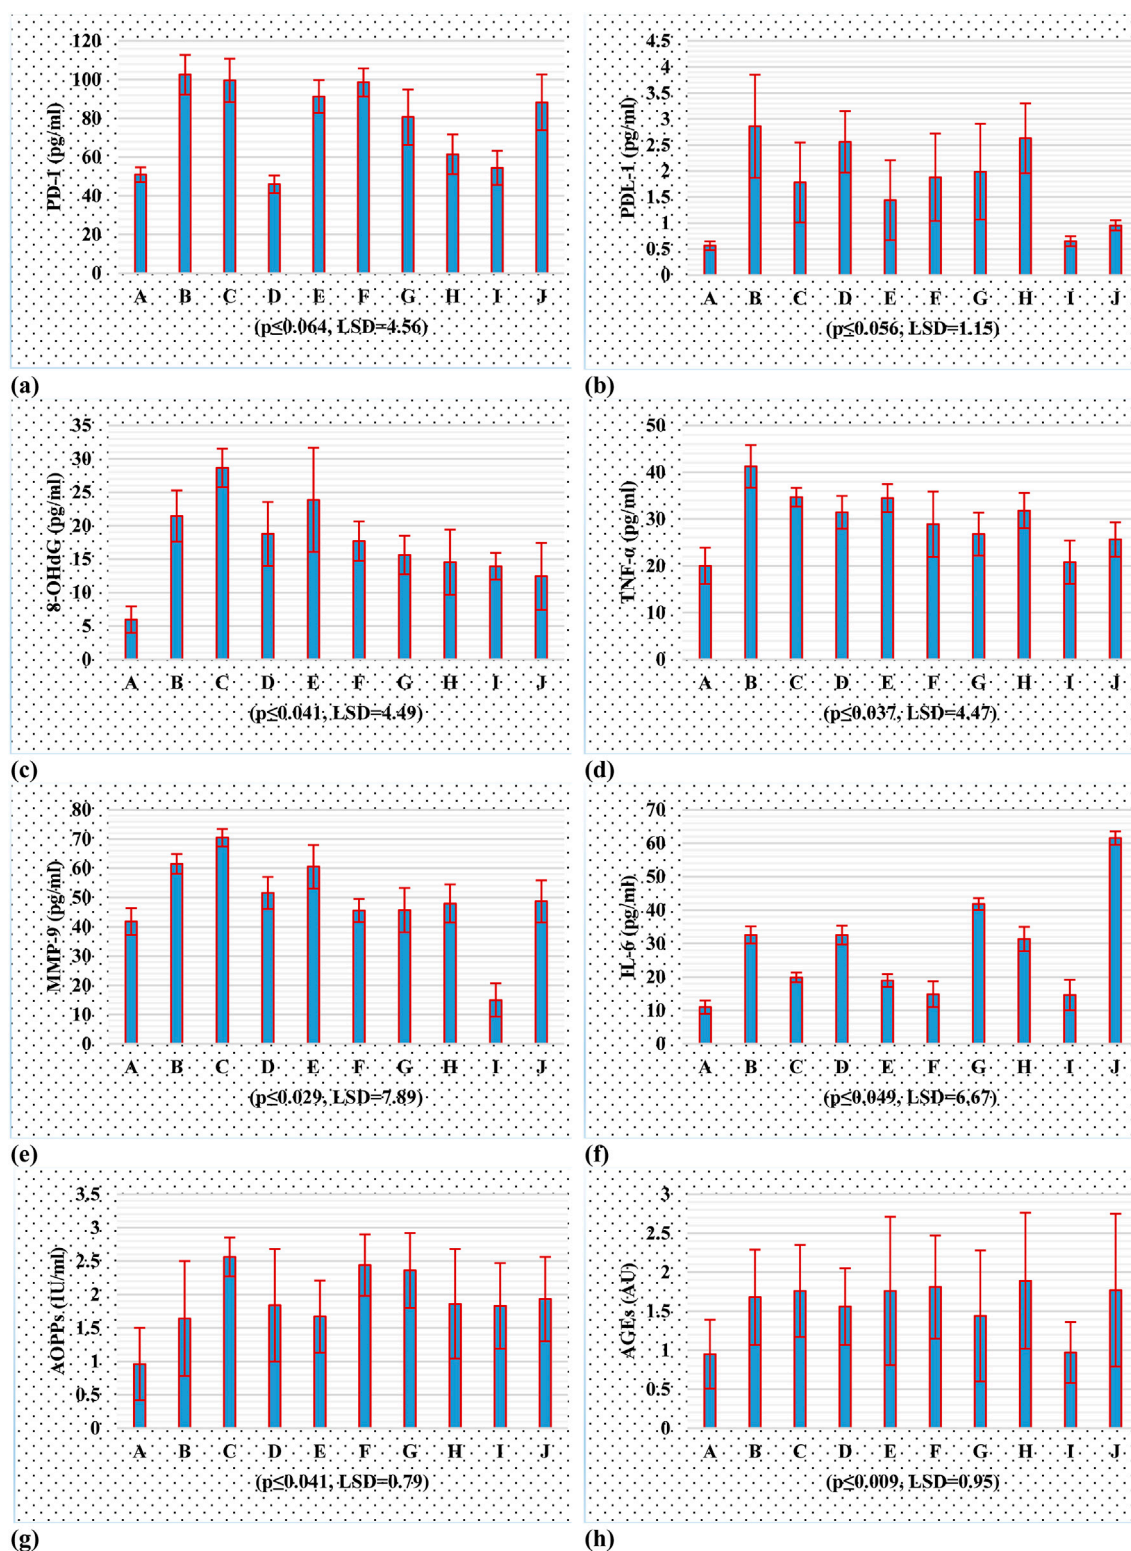 PD-1 (pg/ml)
120
100
80
60
40
20
0
A B C D E F G H I J
(p≤0.064, LSD=4.56)
(a)
PDL-1 (pg/ml)
4.5
4
3.5
3
2.5
2
1.5
1
0.5
0
A B C D E F G H I J
(p≤0.056, LSD=1.15)
(b)
8-OHdG (pg/ml)
35
30
25
20
15
10
5
0
A B C D E F G H I J
(p≤0.041, LSD=4.49)
(c)
TNF-α (pg/ml)
50
40
30
20
10
0
A B C D E F G H I J
(p≤0.037, LSD=4.47)
(d)
MMP-9 (pg/ml)
80
70
60
50
40
30
20
10
0
A B C D E F G H I J
(p≤0.029, LSD=7.89)
(e)
IL-6 (pg/ml)
70
60
50
40
30
20
10
0
A B C D E F G H I J
(p≤0.049, LSD=6.67)
(f)
AOPPs (IU/ml)
3.5
3
2.5
2
1.5
1
0.5
0
A B C D E F G H I J
(p≤0.041, LSD=0.79)
(g)
AGEs (AU)
3
2.5
2
1.5
1
0.5
0
A B C D E F G H I J
(p≤0.009, LSD=0.95)
(h)